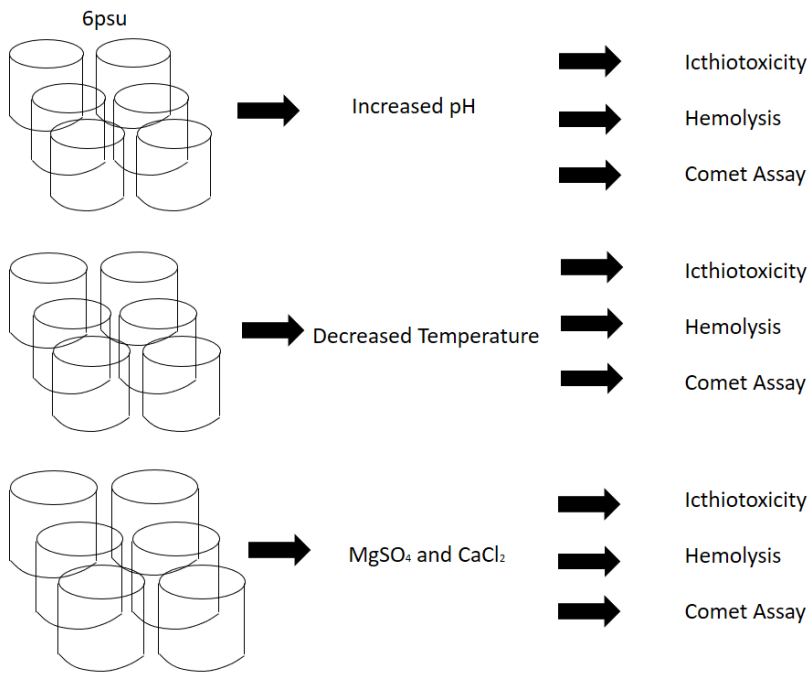 6psu
Increased pH
Icthiotoxicity
Hemolysis
Comet Assay
Decreased Temperature
Icthiotoxicity
Hemolysis
Comet Assay
MgSO₄ and CaCl₂
Icthiotoxicity
Hemolysis
Comet Assay